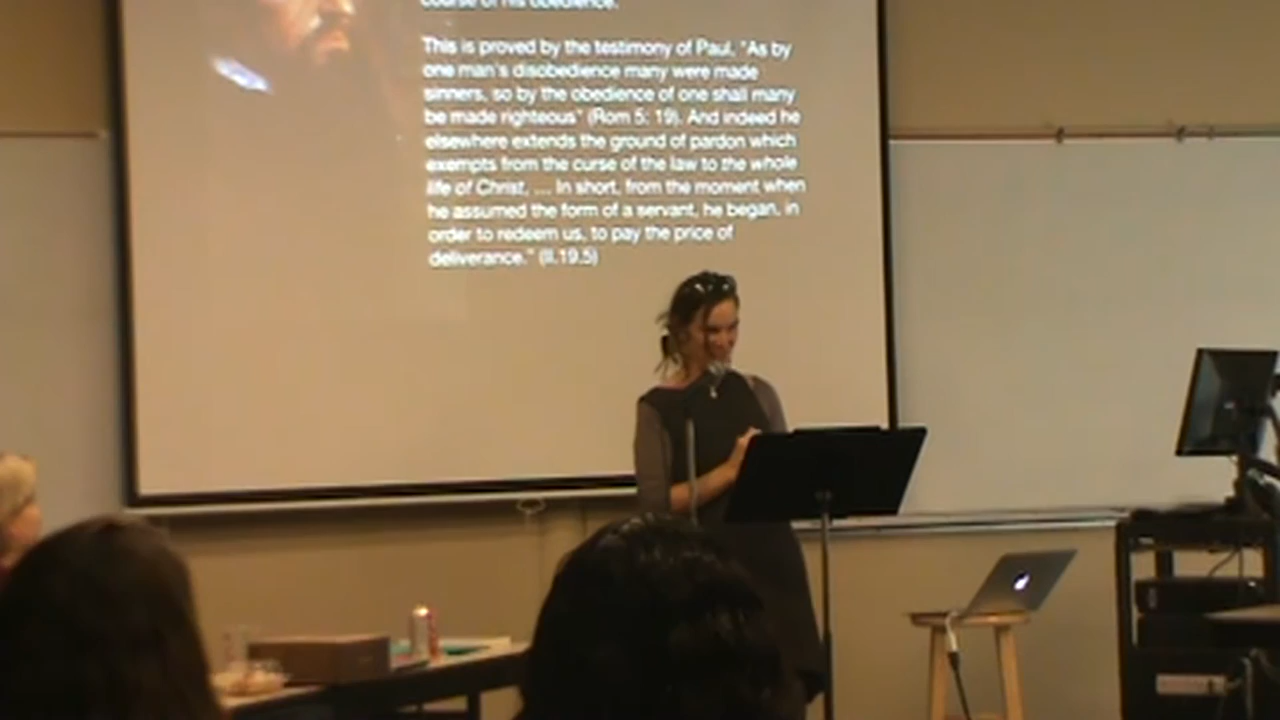 course of his obedience.
This is proved by the testimony of Paul, "As by
one man's disobedience many were made
sinners, so by the obedience of one shall many
be made righteous" (Rom 5: 19). And indeed he
elsewhere extends the ground of pardon which
exempts from the curse of the law to the whole
life of Christ, ... In short, from the moment when
he assumed the form of a servant, he began, in
order to redeem us, to pay the price of
deliverance." (II.19.5)